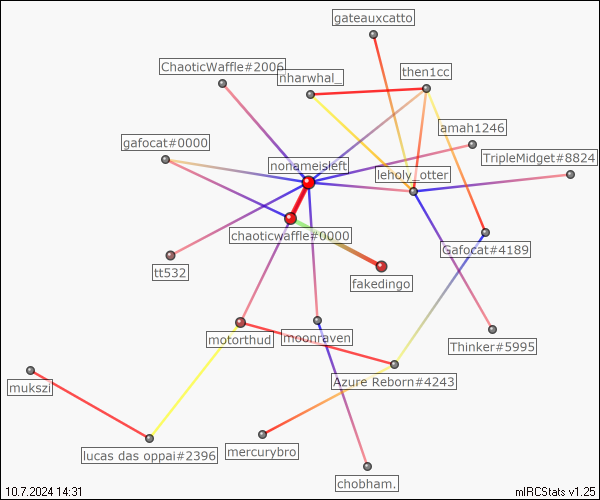 gateauxcatto
ChaoticWaffle#2006
nharwhal_
then1cc
amah1246
gafocat#0000
nonameisleft
TripleMidget#8824
leholy_otter
chaoticwaffle#0000
Gafocat#4189
tt532
fakedingo
motorthud
moonraven
Thinker#5995
mukszi
Azure Reborn#4243
lucas das oppai#2396
mercurybro
chobham.
10.7.2024 14:31
mIRCStats v1.25